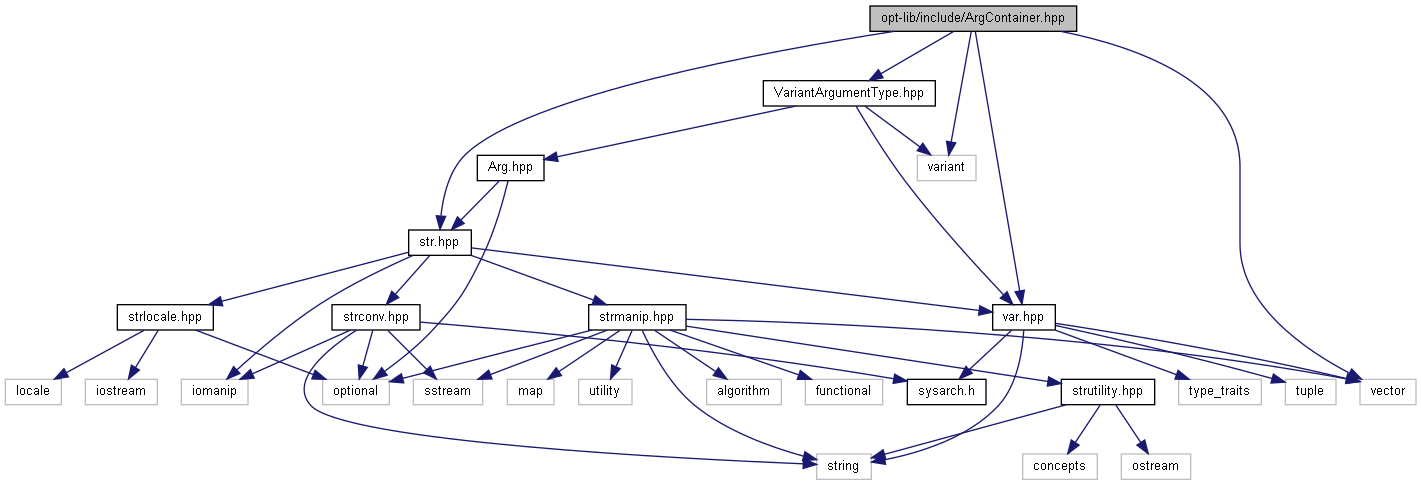 opt-lib/include/ArgContainer.hpp
VariantArgumentType.hpp
Arg.hpp
variant
str.hpp
strlocale.hpp
strconv.hpp
strmanip.hpp
var.hpp
locale
iostream
iomanip
optional
sstream
map
utility
algorithm
functional
sysarch.h
strutility.hpp
type_traits
tuple
vector
string
concepts
ostream